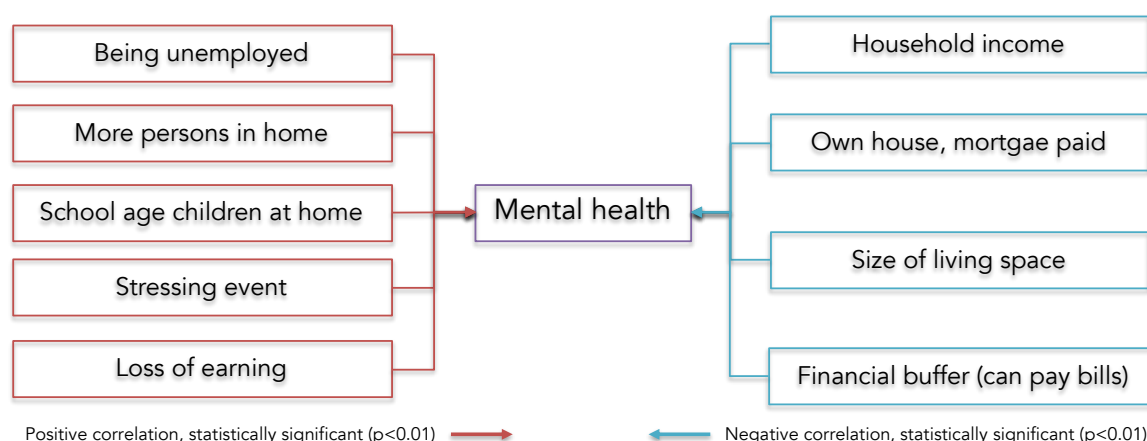 Being unemployed
More persons in home
School age children at home
Stressing event
Loss of earning
Mental health
Household income
Own house, mortgae paid
Size of living space
Financial buffer (can pay bills)
Positive correlation, statistically significant (p<0.01)
Negative correlation, statistically significant (p<0.01)